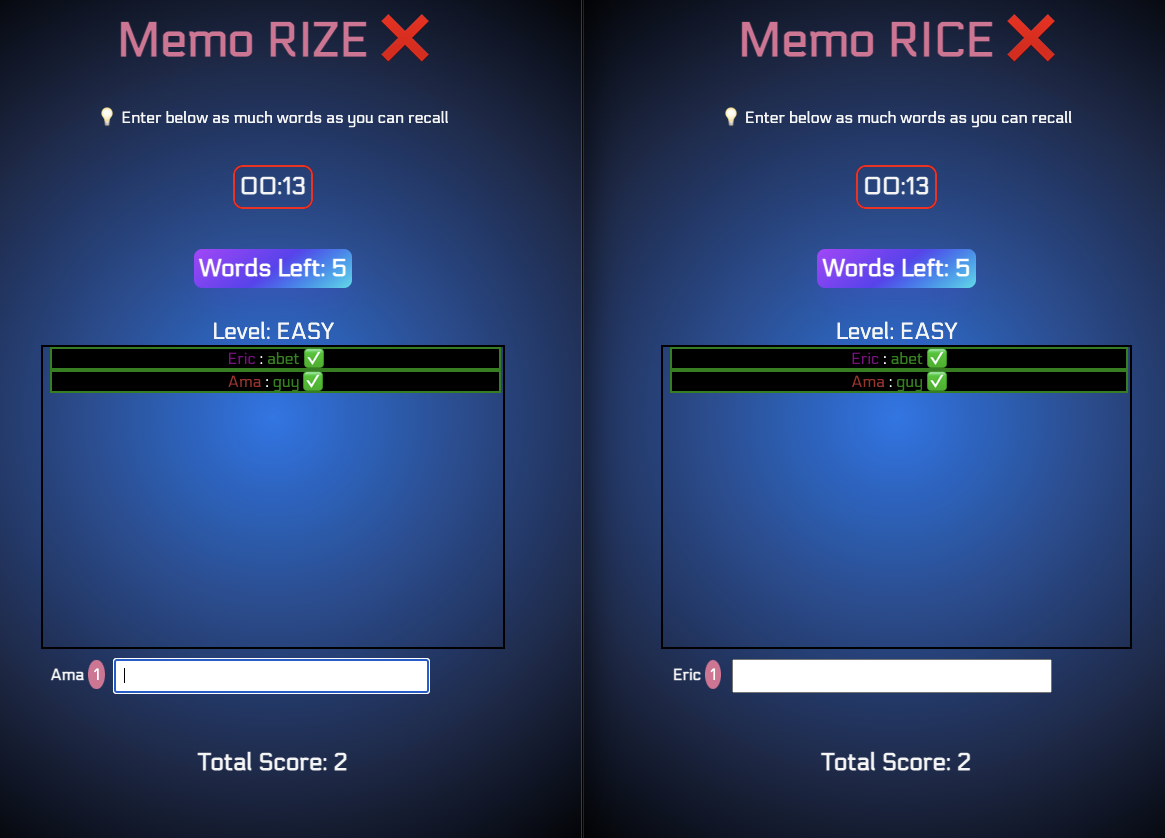 Memo RIZE ❌
💡 Enter below as much words as you can recall
00:13
Words Left: 5
Level: EASY
Eric : abet ✅
Ama : guy ✅
Ama 1
Total Score: 2
Memo RICE ❌
💡 Enter below as much words as you can recall
00:13
Words Left: 5
Level: EASY
Eric : abet ✅
Ama : guy ✅
Eric 1
Total Score: 2